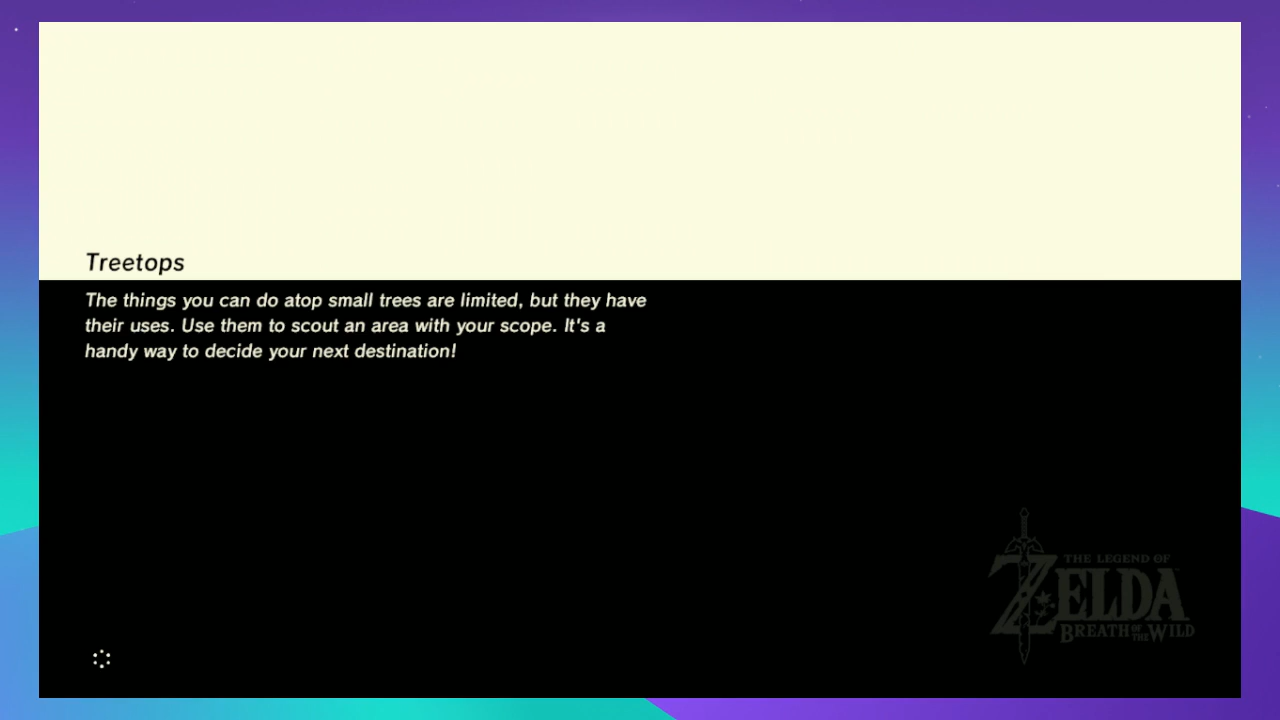 Treetops
The things you can do atop small trees are limited, but they have
their uses. Use them to scout an area with your scope. It's a
handy way to decide your next destination!
THE LEGEND OF
ZELDA
BREATH OF THE WILD